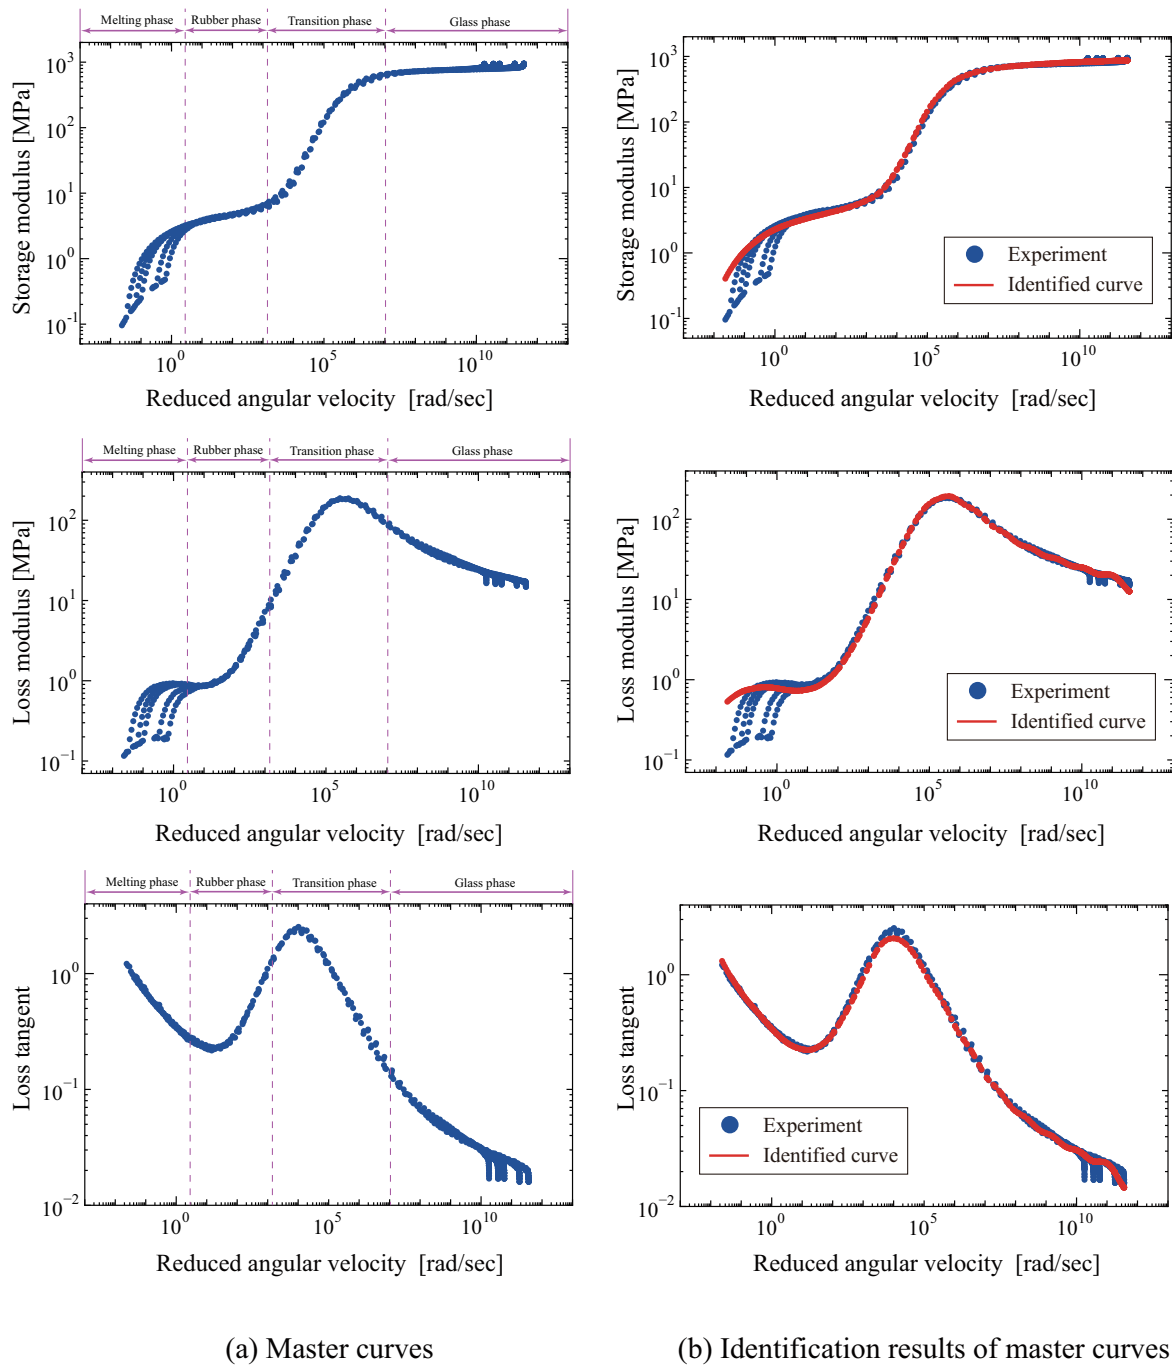 Melting phase Rubber phase Transition phase Glass phase
10^3
10^2
10^1
10^0
10^-1
Storage modulus [MPa]
10^0 10^5 10^10
Reduced angular velocity [rad/sec]
10^3
10^2
10^1
10^0
10^-1
Storage modulus [MPa]
Experiment
Identified curve
10^0 10^5 10^10
Reduced angular velocity [rad/sec]
Melting phase Rubber phase Transition phase Glass phase
10^2
10^1
10^0
10^-1
Loss modulus [MPa]
10^0 10^5 10^10
Reduced angular velocity [rad/sec]
10^2
10^1
10^0
10^-1
Loss modulus [MPa]
Experiment
Identified curve
10^0 10^5 10^10
Reduced angular velocity [rad/sec]
Melting phase Rubber phase Transition phase Glass phase
10^0
10^-1
10^-2
Loss tangent
10^0 10^5 10^10
Reduced angular velocity [rad/sec]
10^0
10^-1
10^-2
Loss tangent
Experiment
Identified curve
10^0 10^5 10^10
Reduced angular velocity [rad/sec]
(a) Master curves
(b) Identification results of master curves